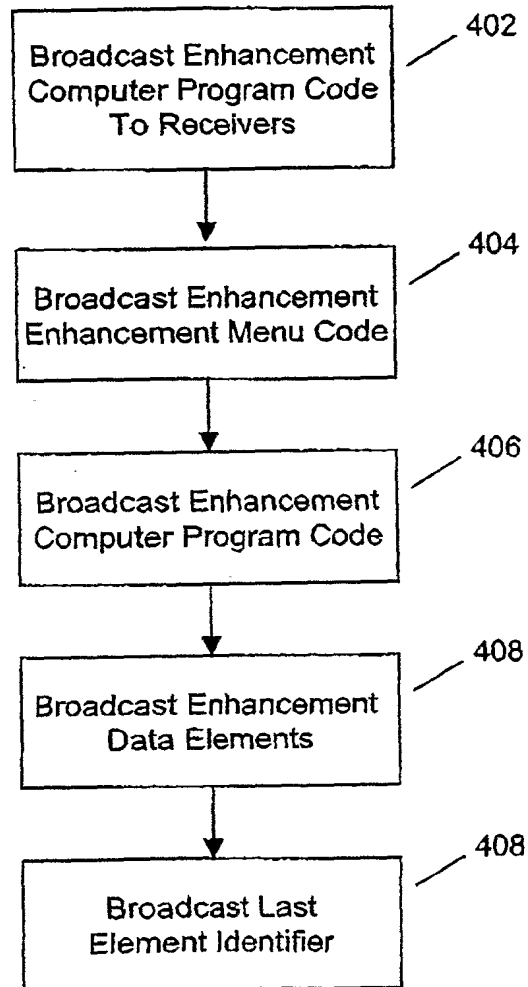 402
Broadcast Enhancement
Computer Program Code
To Receivers
404
Broadcast Enhancement
Enhancement Menu Code
406
Broadcast Enhancement
Computer Program Code
408
Broadcast Enhancement
Data Elements
408
Broadcast Last
Element Identifier